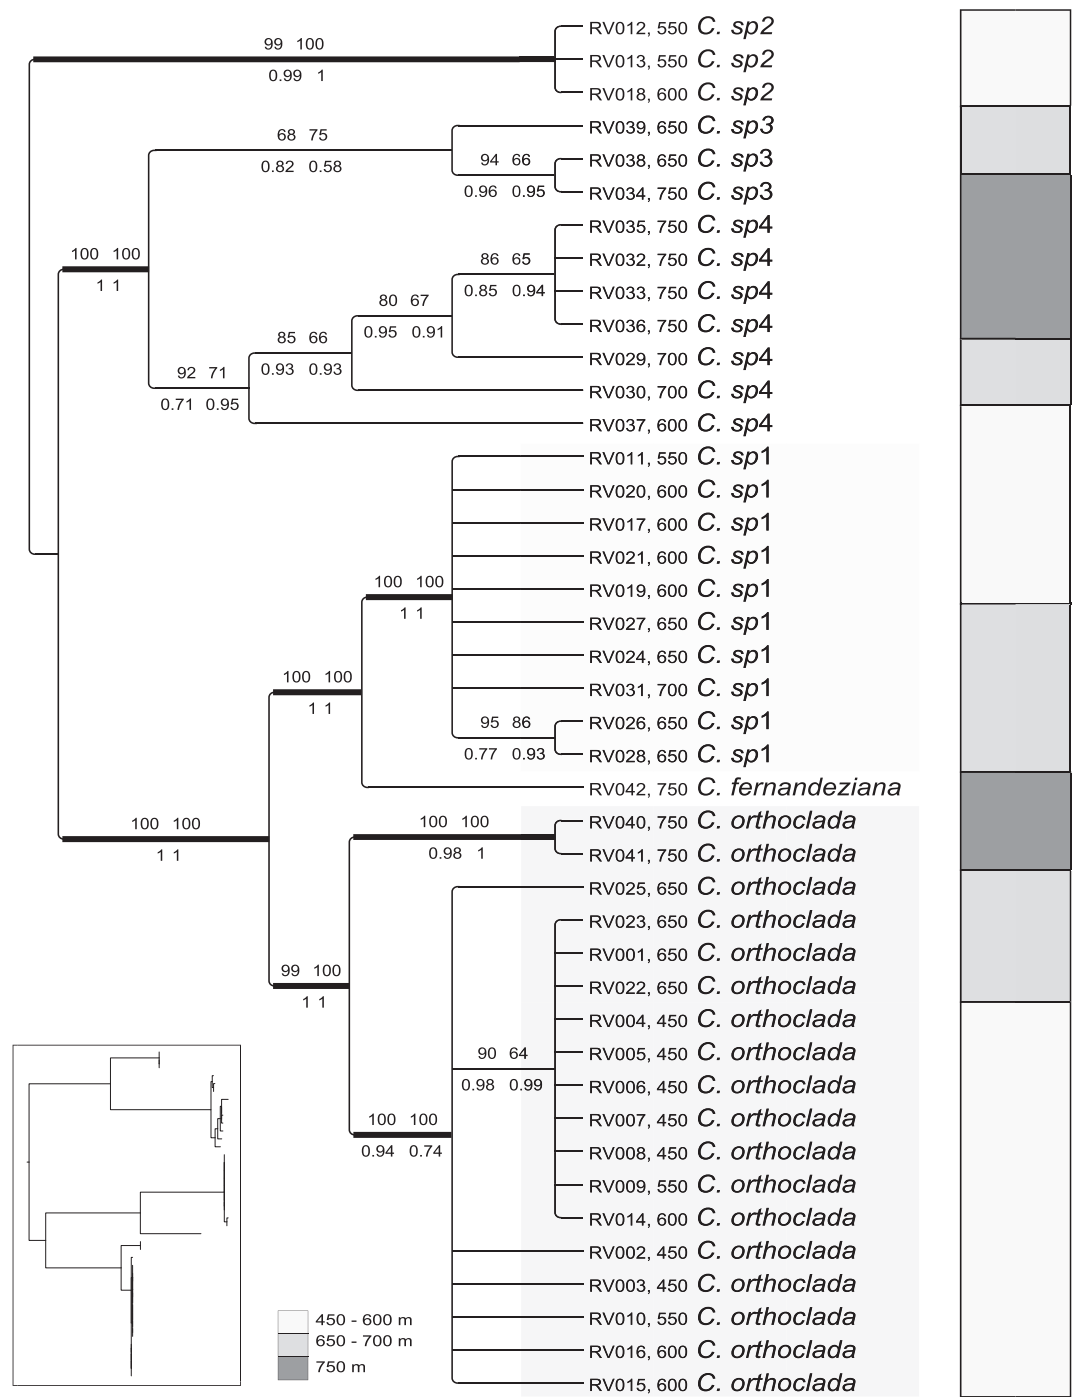 RV012, 550 C. sp2
99 100
RV013, 550 C. sp2
0.99 1
RV018, 600 C. sp2
RV039, 650 C. sp3
68 75
94 66
RV038, 650 C. sp3
0.82 0.58
0.96 0.95
RV034, 750 C. sp3
RV035, 750 C. sp4
100 100
86 65
RV032, 750 C. sp4
1 1
0.85 0.94
RV033, 750 C. sp4
80 67
RV036, 750 C. sp4
0.95 0.91
85 66
RV029, 700 C. sp4
0.93 0.93
92 71
RV030, 700 C. sp4
0.71 0.95
RV037, 600 C. sp4
RV011, 550 C. sp1
RV020, 600 C. sp1
RV017, 600 C. sp1
RV021, 600 C. sp1
100 100
RV019, 600 C. sp1
1 1
RV027, 650 C. sp1
RV024, 650 C. sp1
100 100
RV031, 700 C. sp1
1 1
95 86
RV026, 650 C. sp1
0.77 0.93
RV028, 650 C. sp1
RV042, 750 C. fernandeziana
100 100
1 1
100 100
RV040, 750 C. orthoclada
0.98 1
RV041, 750 C. orthoclada
RV025, 650 C. orthoclada
RV023, 650 C. orthoclada
RV001, 650 C. orthoclada
99 100
RV022, 650 C. orthoclada
1 1
RV004, 450 C. orthoclada
90 64
RV005, 450 C. orthoclada
0.98 0.99
RV006, 450 C. orthoclada
100 100
RV007, 450 C. orthoclada
0.94 0.74
RV008, 450 C. orthoclada
RV009, 550 C. orthoclada
RV014, 600 C. orthoclada
RV002, 450 C. orthoclada
RV003, 450 C. orthoclada
RV010, 550 C. orthoclada
RV016, 600 C. orthoclada
RV015, 600 C. orthoclada
450 - 600 m
650 - 700 m
750 m